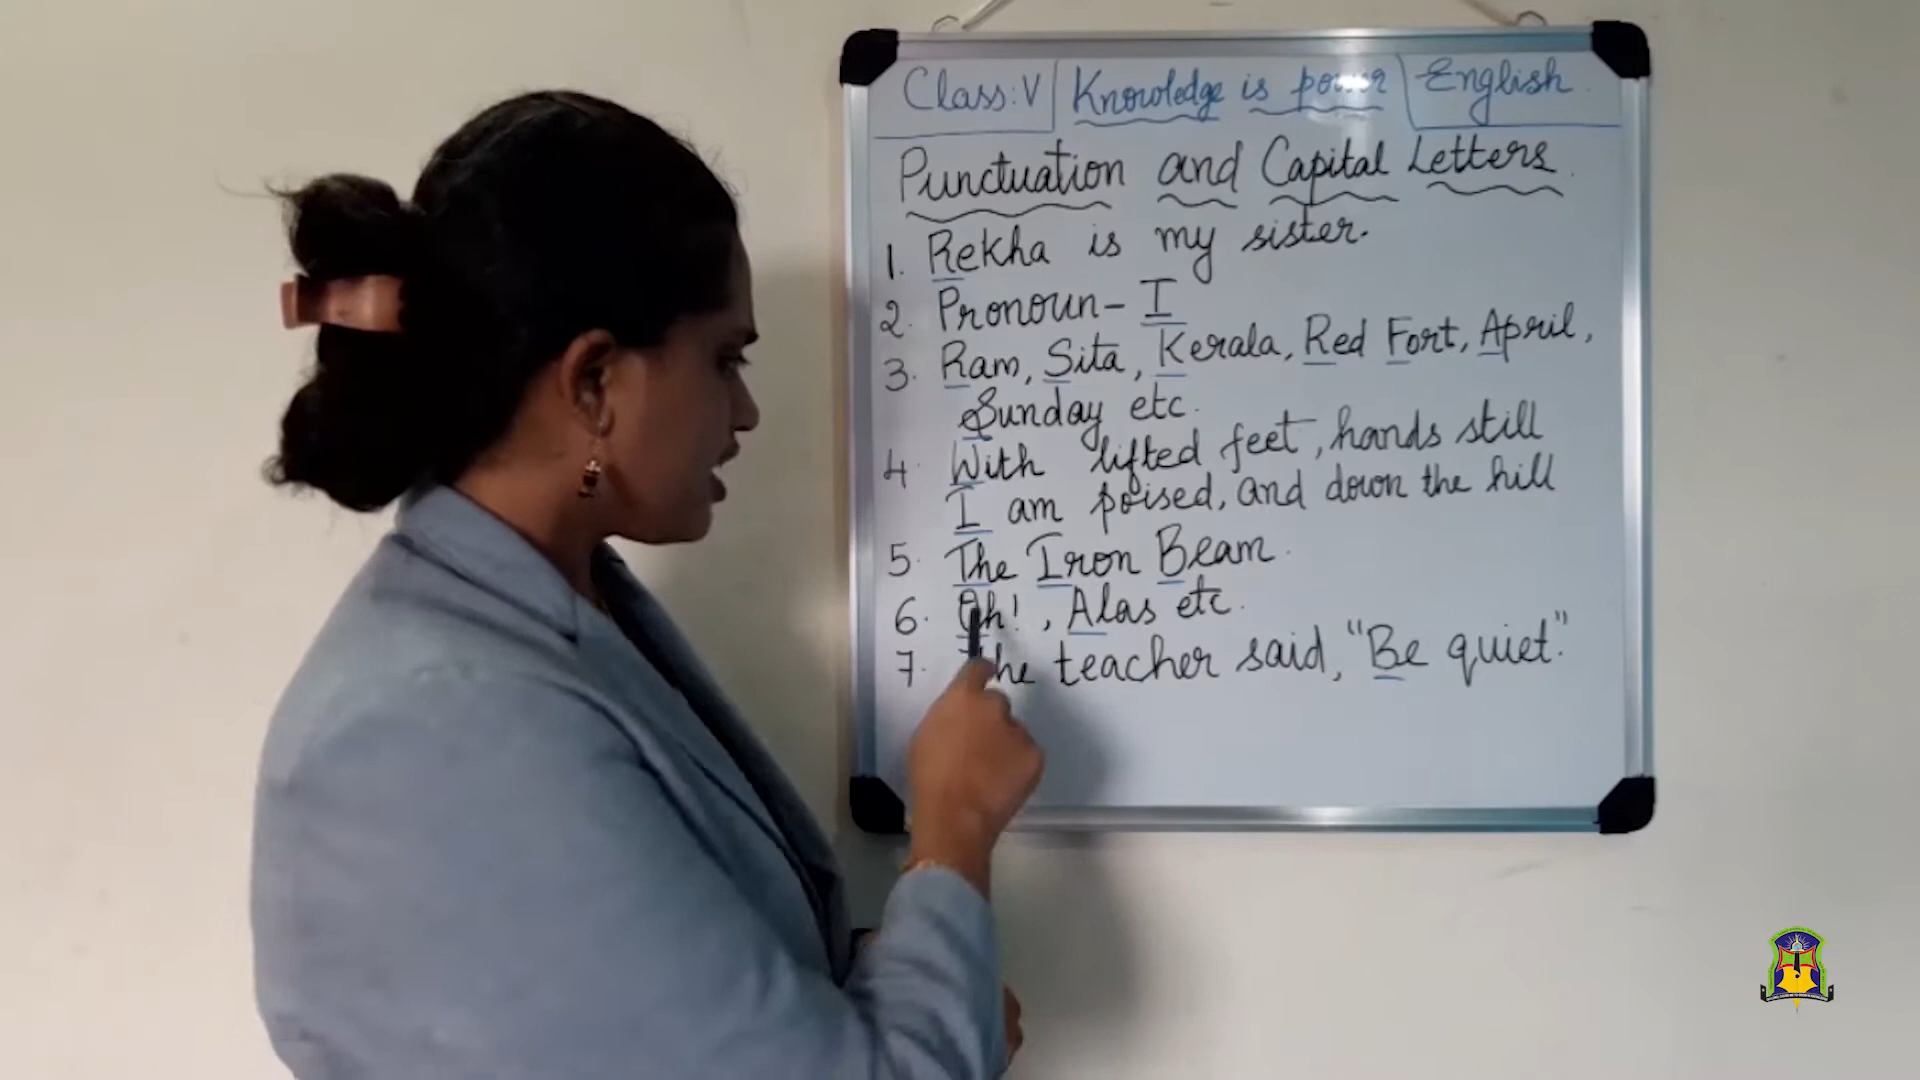 Class: V Knowledge is power English
Punctuation and Capital Letters
1. Rekha is my sister.
2. Pronoun - I
3. Ram, Sita, Kerala, Red Fort, April,
Sunday etc.
4. With lifted feet, hands still
I am poised, and down the hill
5. The Iron Beam.
6. Oh!, Alas etc.
7. The teacher said, "Be quiet."